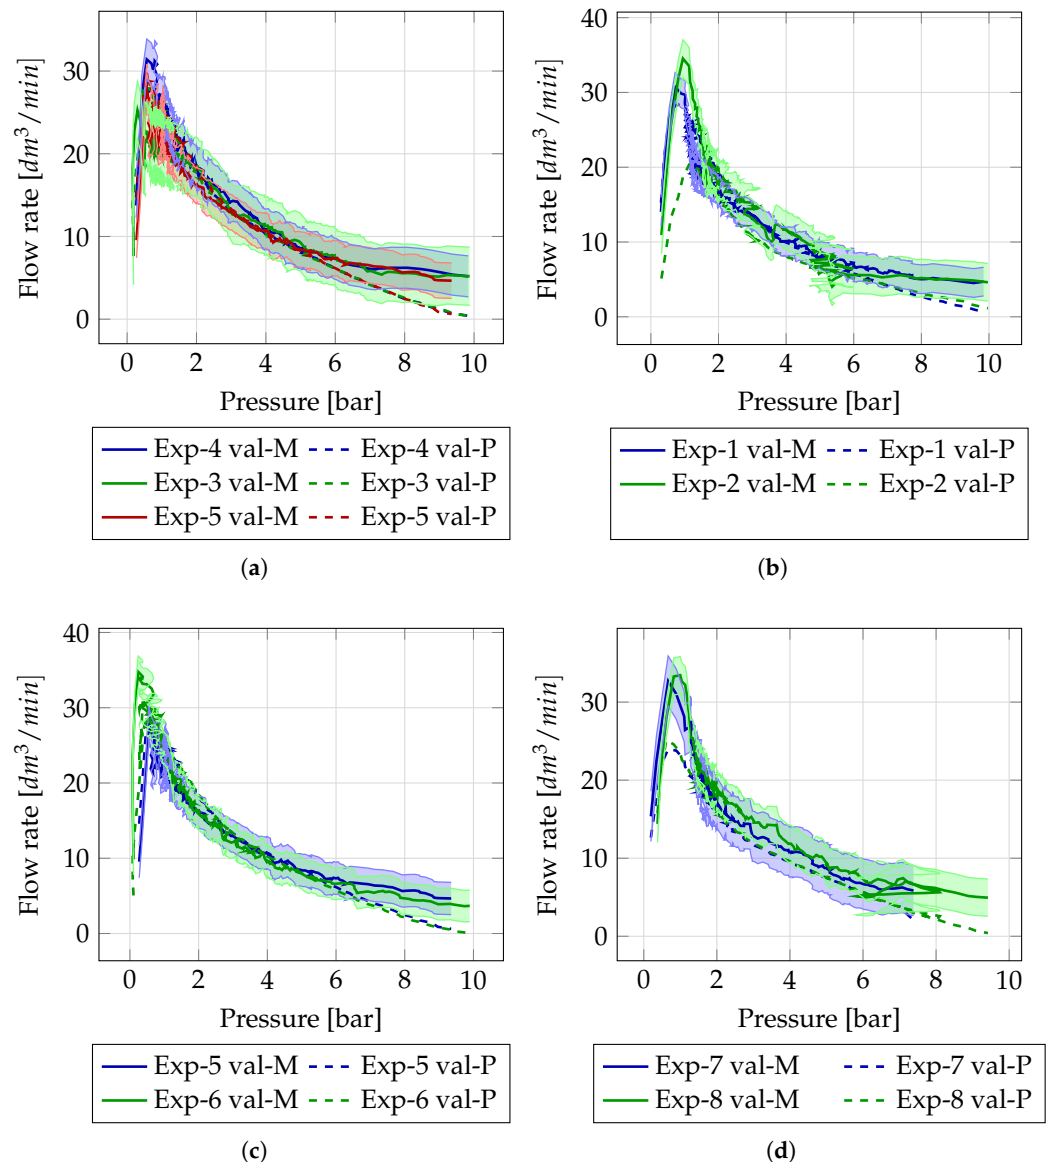 30
20
10
0
Flow rate [dm³/min]
0 2 4 6 8 10
Pressure [bar]
Exp-4 val-M Exp-4 val-P
Exp-3 val-M Exp-3 val-P
Exp-5 val-M Exp-5 val-P
(a)
40
30
20
10
0
Flow rate [dm³/min]
0 2 4 6 8 10
Pressure [bar]
Exp-1 val-M Exp-1 val-P
Exp-2 val-M Exp-2 val-P
(b)
40
30
20
10
0
Flow rate [dm³/min]
0 2 4 6 8 10
Pressure [bar]
Exp-5 val-M Exp-5 val-P
Exp-6 val-M Exp-6 val-P
(c)
30
20
10
0
Flow rate [dm³/min]
0 2 4 6 8 10
Pressure [bar]
Exp-7 val-M Exp-7 val-P
Exp-8 val-M Exp-8 val-P
(d)